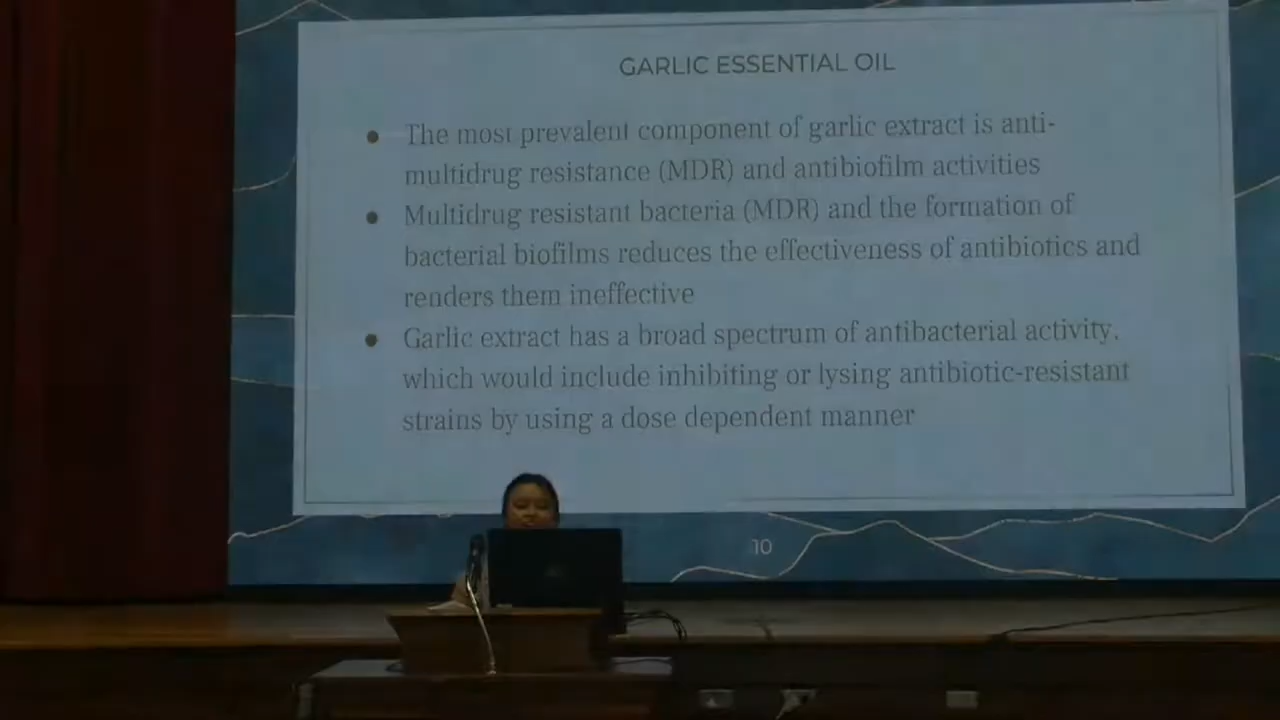 GARLIC ESSENTIAL OIL
The most prevalent component of garlic extract is anti-
multidrug resistance (MDR) and antibiofilm activities
Multidrug resistant bacteria (MDR) and the formation of
bacterial biofilms reduces the effectiveness of antibiotics and
renders them ineffective
Garlic extract has a broad spectrum of antibacterial activity,
which would include inhibiting or lysing antibiotic-resistant
strains by using a dose dependent manner
10